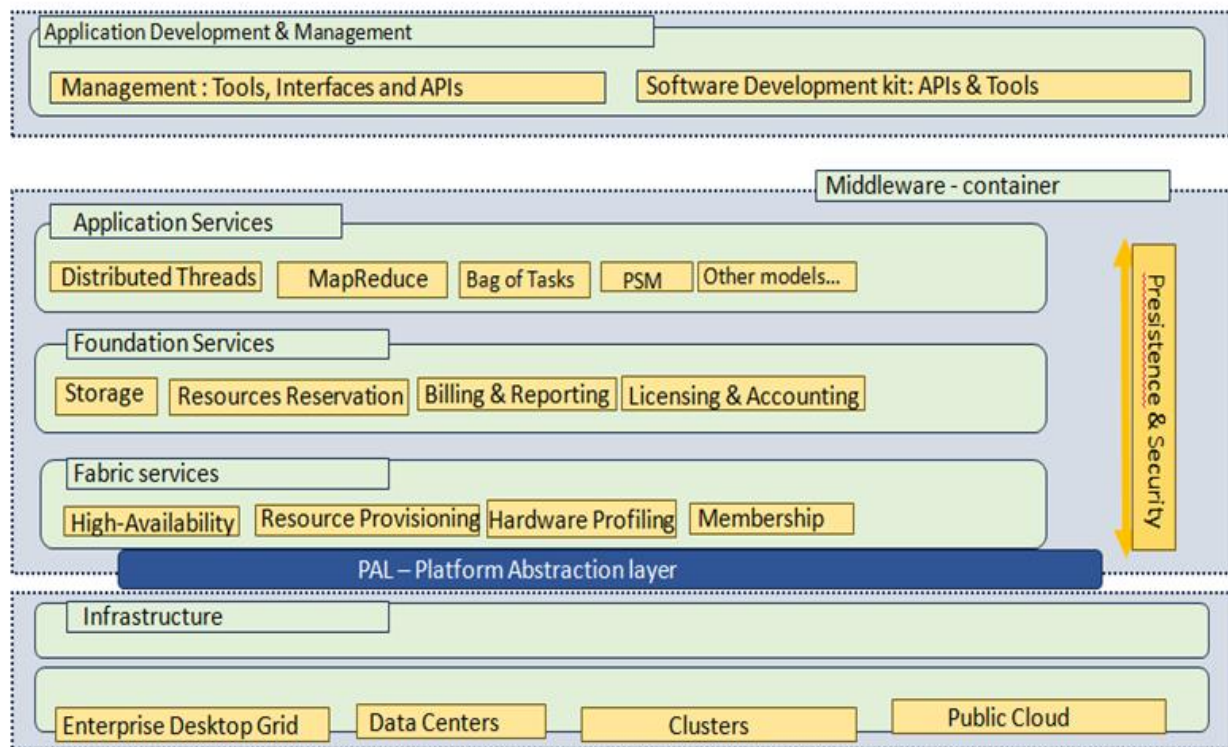 Application Development & Management
Management : Tools, Interfaces and APIs
Software Development kit: APIs & Tools
Middleware - container
Application Services
Distributed Threads
MapReduce
Bag of Tasks
PSM
Other models...
Foundation Services
Storage
Resources Reservation
Billing & Reporting
Licensing & Accounting
Fabric services
High-Availability
Resource Provisioning
Hardware Profiling
Membership
Presistence & Security
PAL – Platform Abstraction layer
Infrastructure
Enterprise Desktop Grid
Data Centers
Clusters
Public Cloud